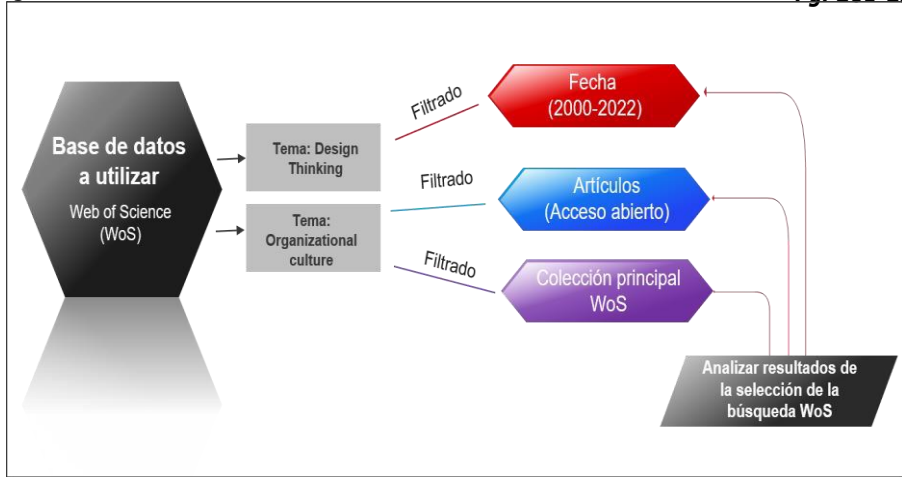 Base de datos
a utilizar
Web of Science
(WoS)
Tema: Design
Thinking
Tema:
Organizational
culture
Filtrado
Fecha
(2000-2022)
Filtrado
Artículos
(Acceso abierto)
Filtrado
Colección principal
WoS
Analizar resultados de
la selección de la
búsqueda WoS